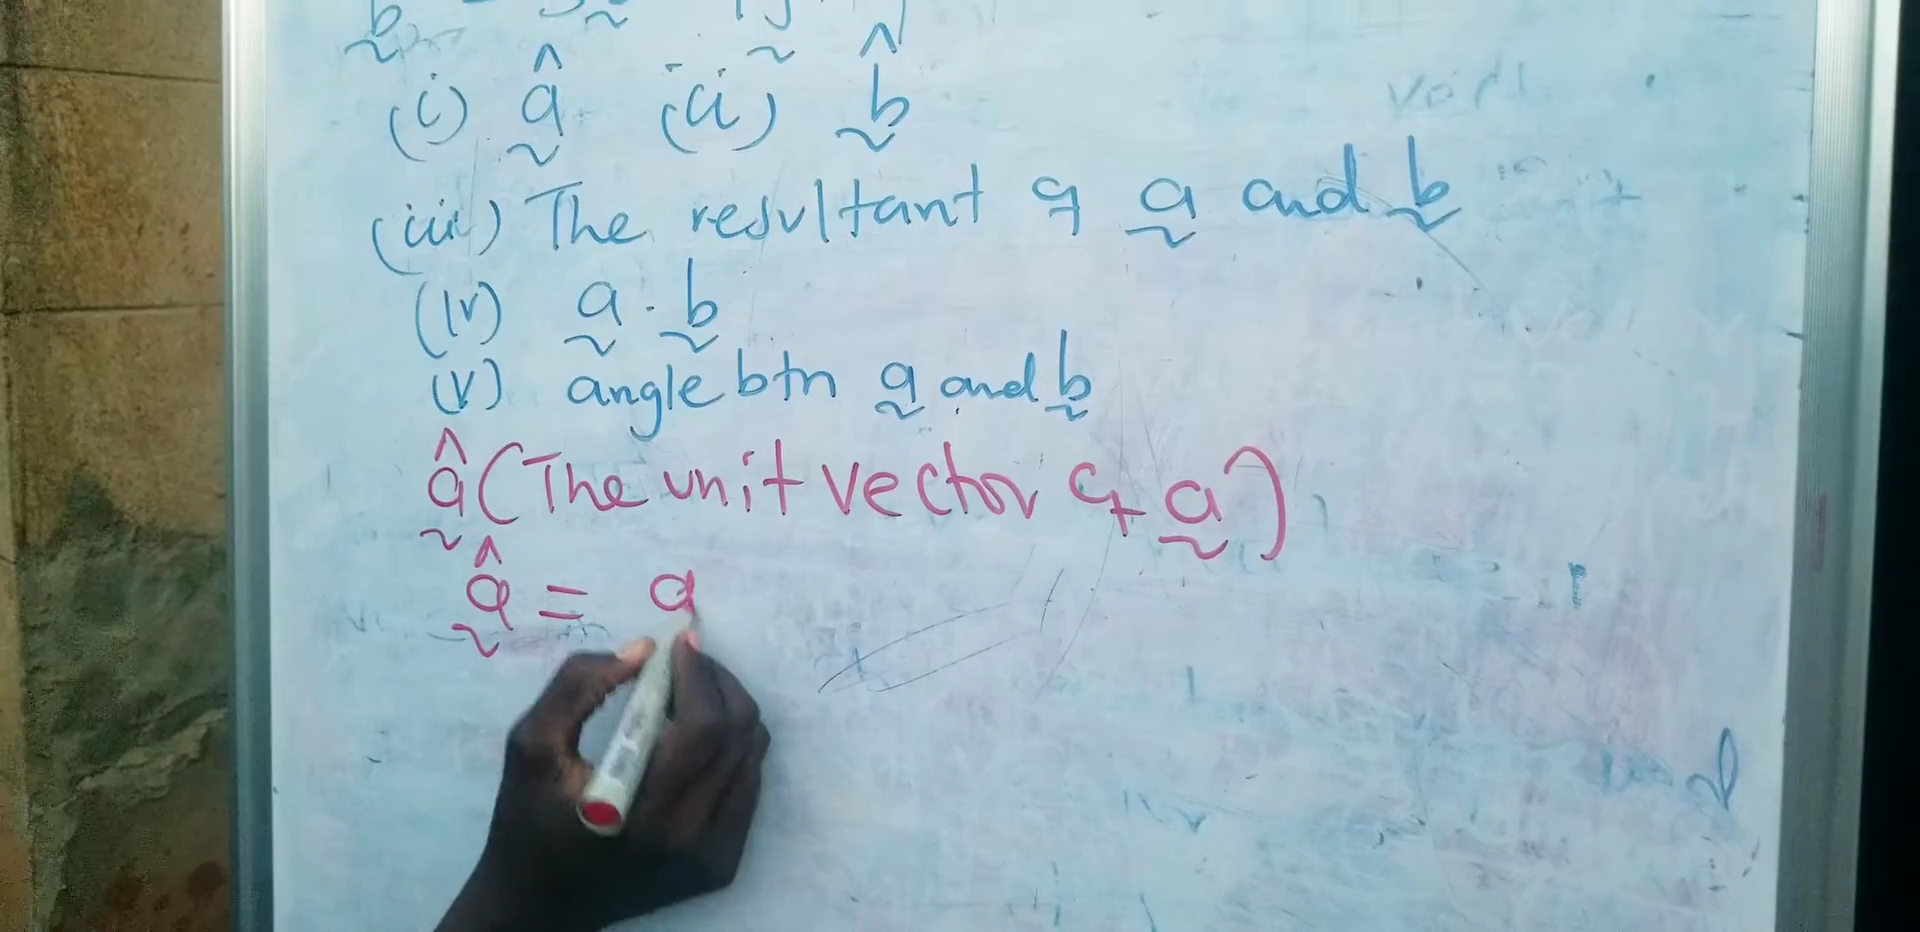 (i) â (ii) b̂
(iii) The resultant of a and b
(iv) a · b
(v) angle btn a and b
â (The unit vector of a)
â = a